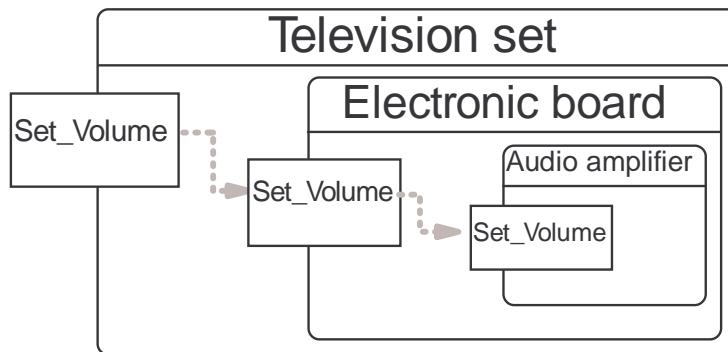 Television set
Electronic board
Set_Volume
Audio amplifier
Set_Volume
Set_Volume